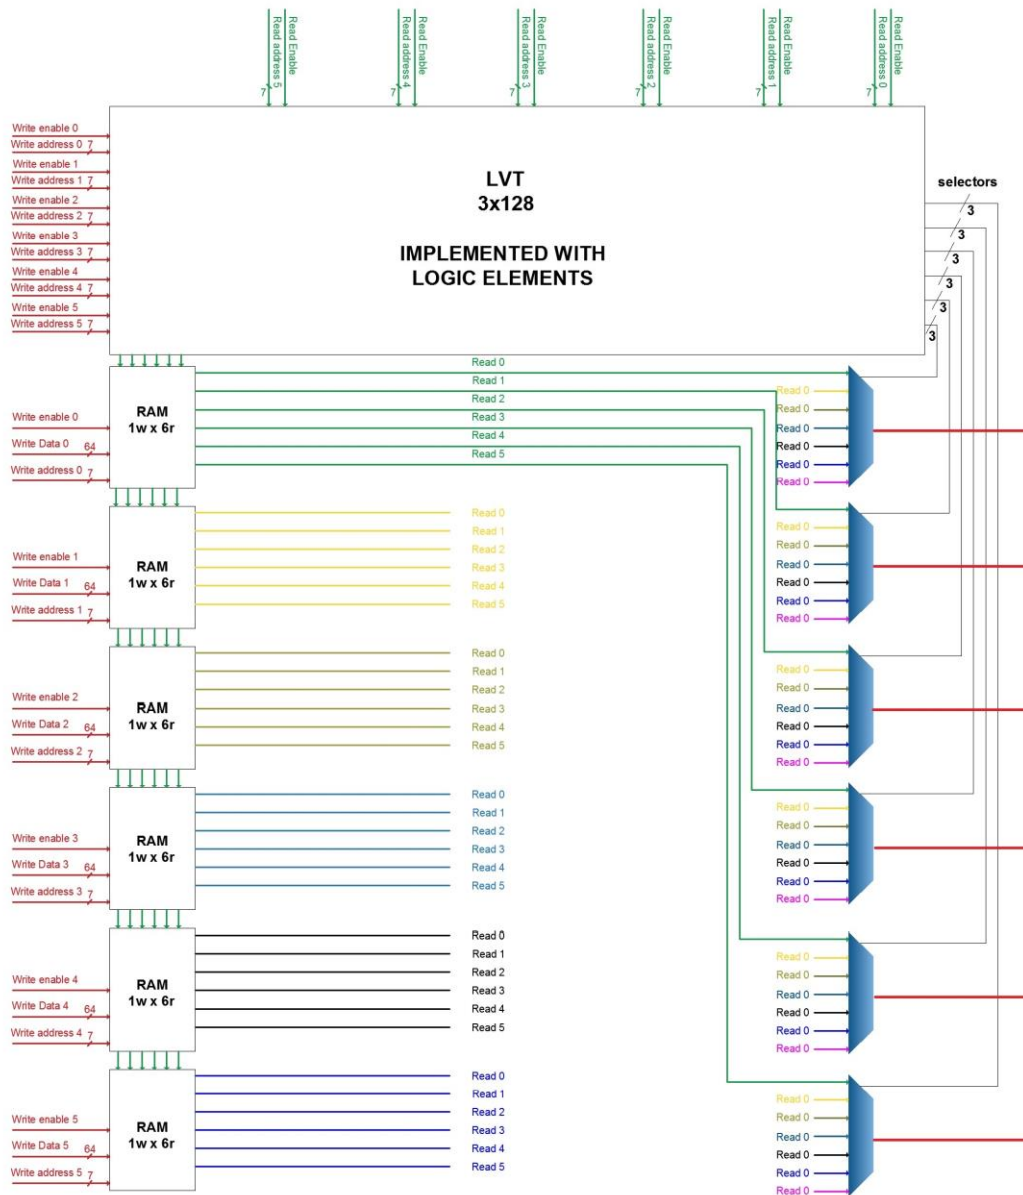 Read address 5
Read Enable
Read address 4
Read Enable
Read address 3
Read Enable
Read address 2
Read Enable
Read address 1
Read Enable
Read address 0
Read Enable
7
7
7
7
7
7
Write enable 0
Write address 0 7
Write enable 1
Write address 1 7
Write enable 2
Write address 2 7
Write enable 3
Write address 3 7
Write enable 4
Write address 4 7
Write enable 5
Write address 5 7
LVT
3x128
IMPLEMENTED WITH
LOGIC ELEMENTS
selectors
3
3
3
3
3
3
Write enable 0
Write Data 0 64
Write address 0 7
RAM
1w x 6r
Read 0
Read 1
Read 2
Read 3
Read 4
Read 5
Read 0
Read 0
Read 0
Read 0
Read 0
Read 0
Write enable 1
Write Data 1 64
Write address 1 7
RAM
1w x 6r
Read 0
Read 1
Read 2
Read 3
Read 4
Read 5
Read 0
Read 0
Read 0
Read 0
Read 0
Read 0
Write enable 2
Write Data 2 64
Write address 2 7
RAM
1w x 6r
Read 0
Read 1
Read 2
Read 3
Read 4
Read 5
Read 0
Read 0
Read 0
Read 0
Read 0
Read 0
Write enable 3
Write Data 3 64
Write address 3 7
RAM
1w x 6r
Read 0
Read 1
Read 2
Read 3
Read 4
Read 5
Read 0
Read 0
Read 0
Read 0
Read 0
Read 0
Write enable 4
Write Data 4 64
Write address 4 7
RAM
1w x 6r
Read 0
Read 1
Read 2
Read 3
Read 4
Read 5
Read 0
Read 0
Read 0
Read 0
Read 0
Read 0
Write enable 5
Write Data 5 64
Write address 5 7
RAM
1w x 6r
Read 0
Read 1
Read 2
Read 3
Read 4
Read 5
Read 0
Read 0
Read 0
Read 0
Read 0
Read 0